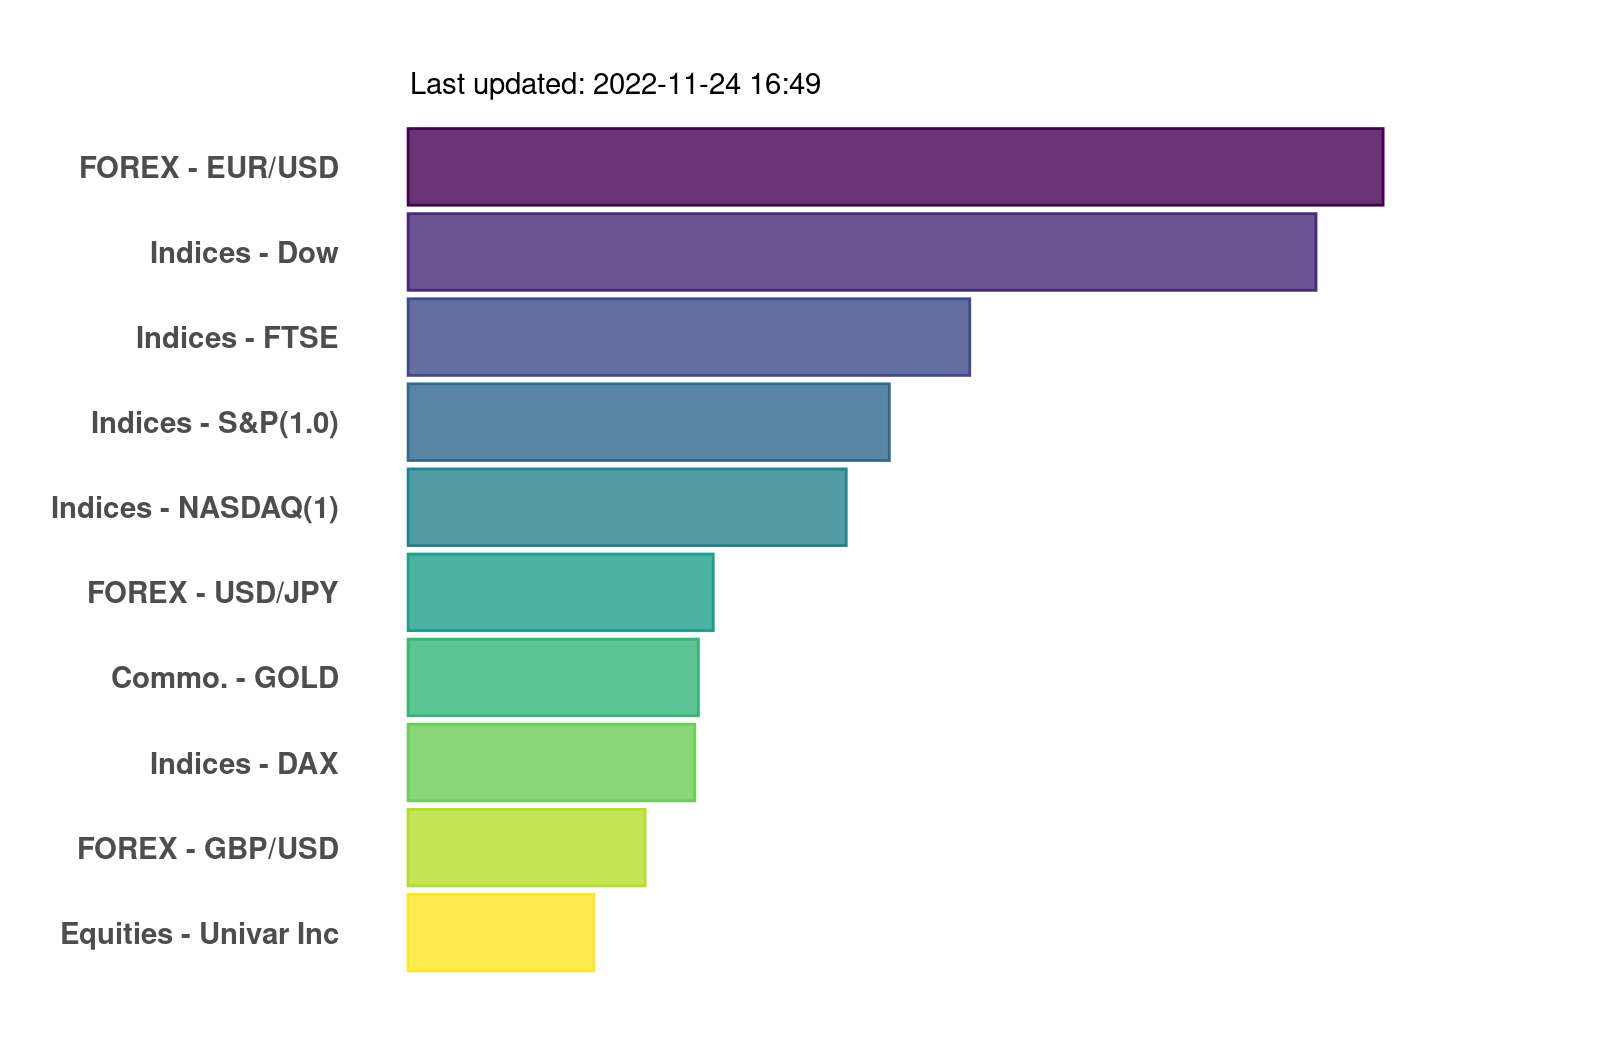 Last updated: 2022-11-24 16:49
FOREX - EUR/USD
Indices - Dow
Indices - FTSE
Indices - S&P(1.0)
Indices - NASDAQ(1)
FOREX - USD/JPY
Commo. - GOLD
Indices - DAX
FOREX - GBP/USD
Equities - Univar Inc